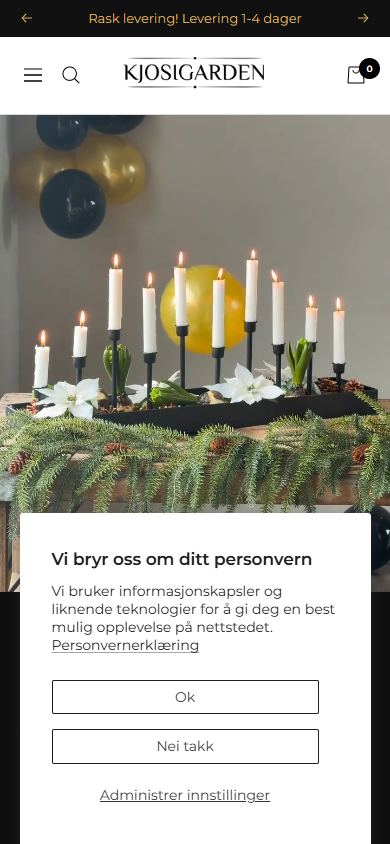 Rask levering! Levering 1-4 dager
KJOSIGARDEN
0
Vi bryr oss om ditt personvern
Vi bruker informasjonskapsler og
liknende teknologier for å gi deg en best
mulig opplevelse på nettstedet.
Personvernerklæring
Ok
Nei takk
Administrer innstillinger